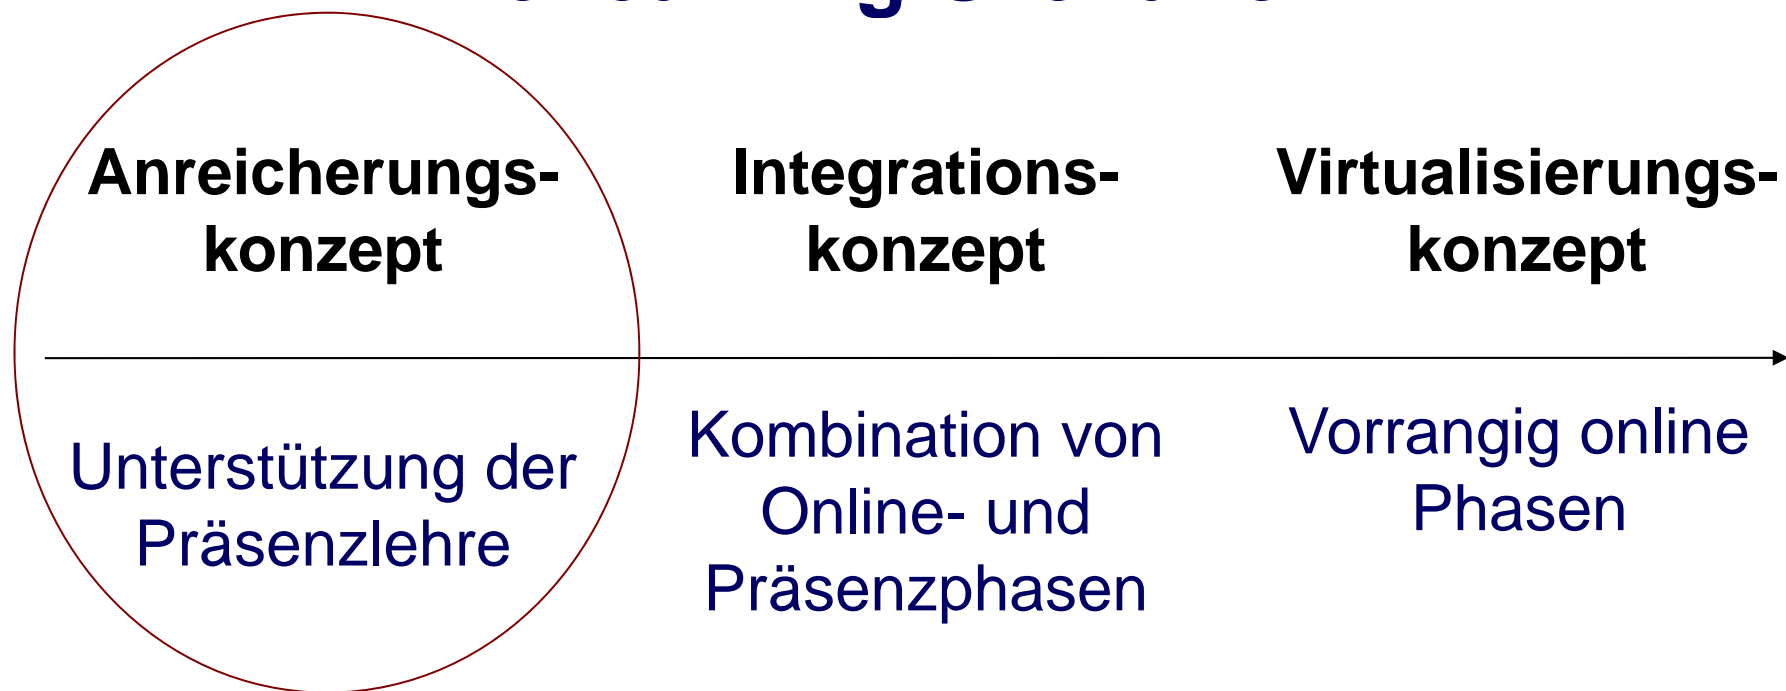 Anreicherungs-
konzept
Integrations-
konzept
Virtualisierungs-
konzept
Unterstützung der
Präsenzlehre
Kombination von
Online- und
Präsenzphasen
Vorrangig online
Phasen